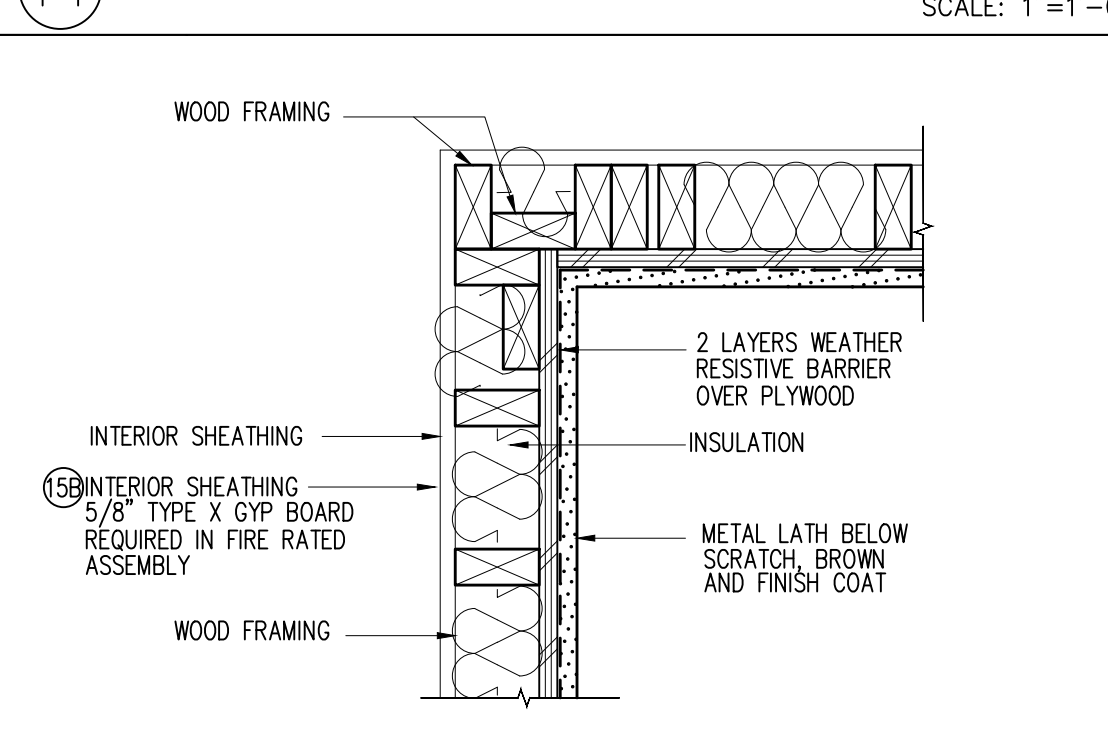 SCALE: 1 =1
WOOD FRAMING
2 LAYERS WEATHER
RESISTIVE BARRIER
OVER PLYWOOD
INTERIOR SHEATHING
INSULATION
15B INTERIOR SHEATHING
5/8" TYPE X GYP BOARD
REQUIRED IN FIRE RATED
ASSEMBLY
METAL LATH BELOW
SCRATCH, BROWN
AND FINISH COAT
WOOD FRAMING